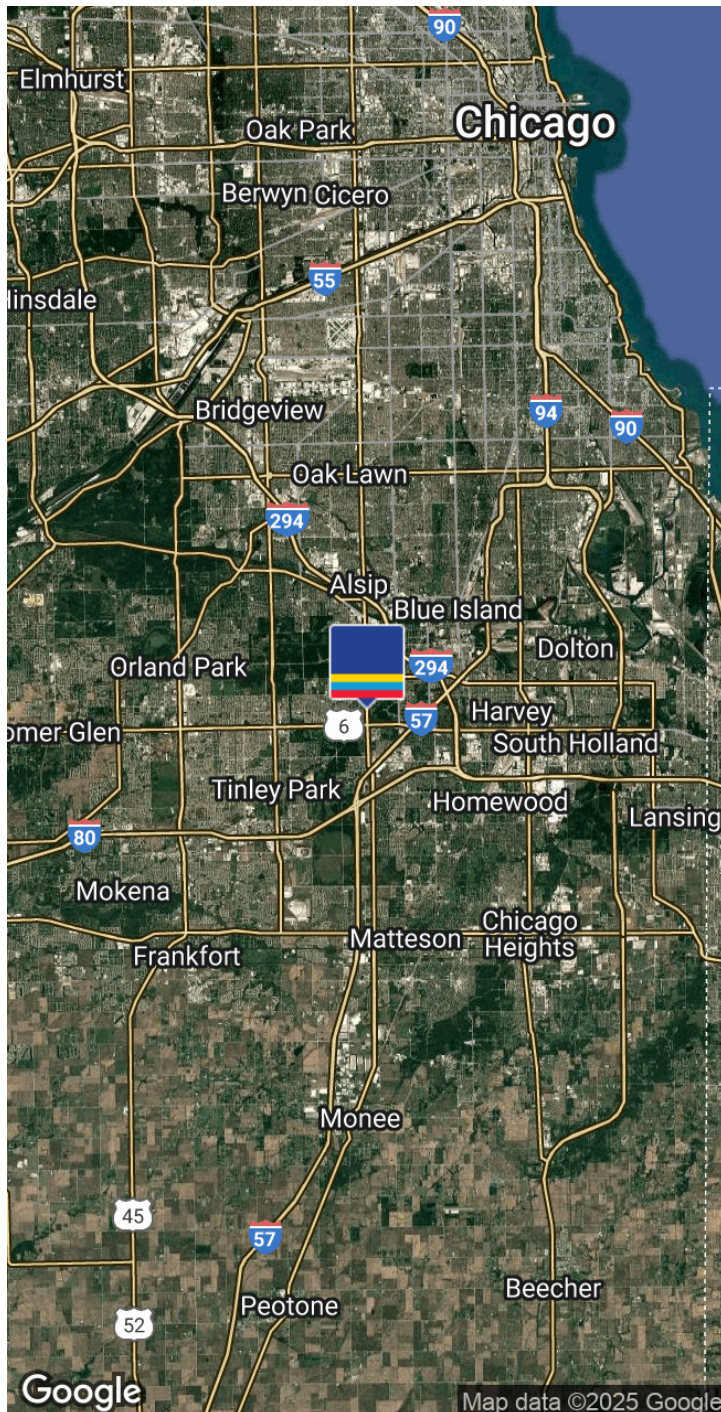 90
Elmhurst
Oak Park
Chicago
Berwyn
Cicero
55
Hinsdale
Bridgeview
94
90
Oak Lawn
294
Alsip
Blue Island
Orland Park
294
Dolton
omer Glen
6
57
Harvey
South Holland
Tinley Park
Homewood
80
Lansing
Mokena
Chicago
Heights
Frankfort
Matteson
Monee
45
57
Peotone
Beecher
52
Google
Map data ©2025 Google